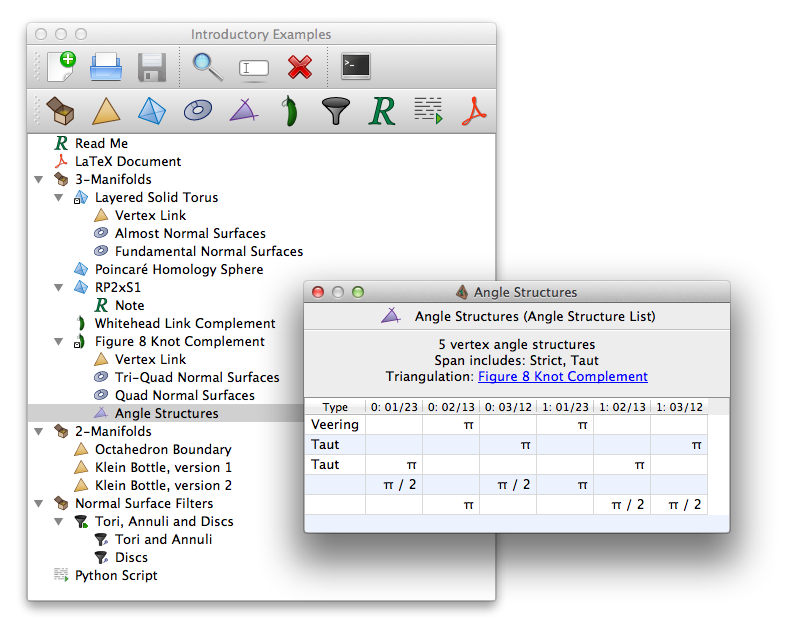 Introductory Examples
Read Me
LaTeX Document
3-Manifolds
Layered Solid Torus
Vertex Link
Almost Normal Surfaces
Fundamental Normal Surfaces
Poincaré Homology Sphere
RP2xS1
Note
Whitehead Link Complement
Figure 8 Knot Complement
Vertex Link
Tri-Quad Normal Surfaces
Quad Normal Surfaces
Angle Structures
2-Manifolds
Octahedron Boundary
Klein Bottle, version 1
Klein Bottle, version 2
Normal Surface Filters
Tori, Annuli and Discs
Tori and Annuli
Discs
Python Script
Angle Structures
Angle Structures (Angle Structure List)
5 vertex angle structures
Span includes: Strict, Taut
Triangulation: Figure 8 Knot Complement
Type 0: 01/23 0: 02/13 0: 03/12 1: 01/23 1: 02/13 1: 03/12
Veering π π
Taut π π
Taut π π
π / 2 π / 2 π
π π / 2 π / 2